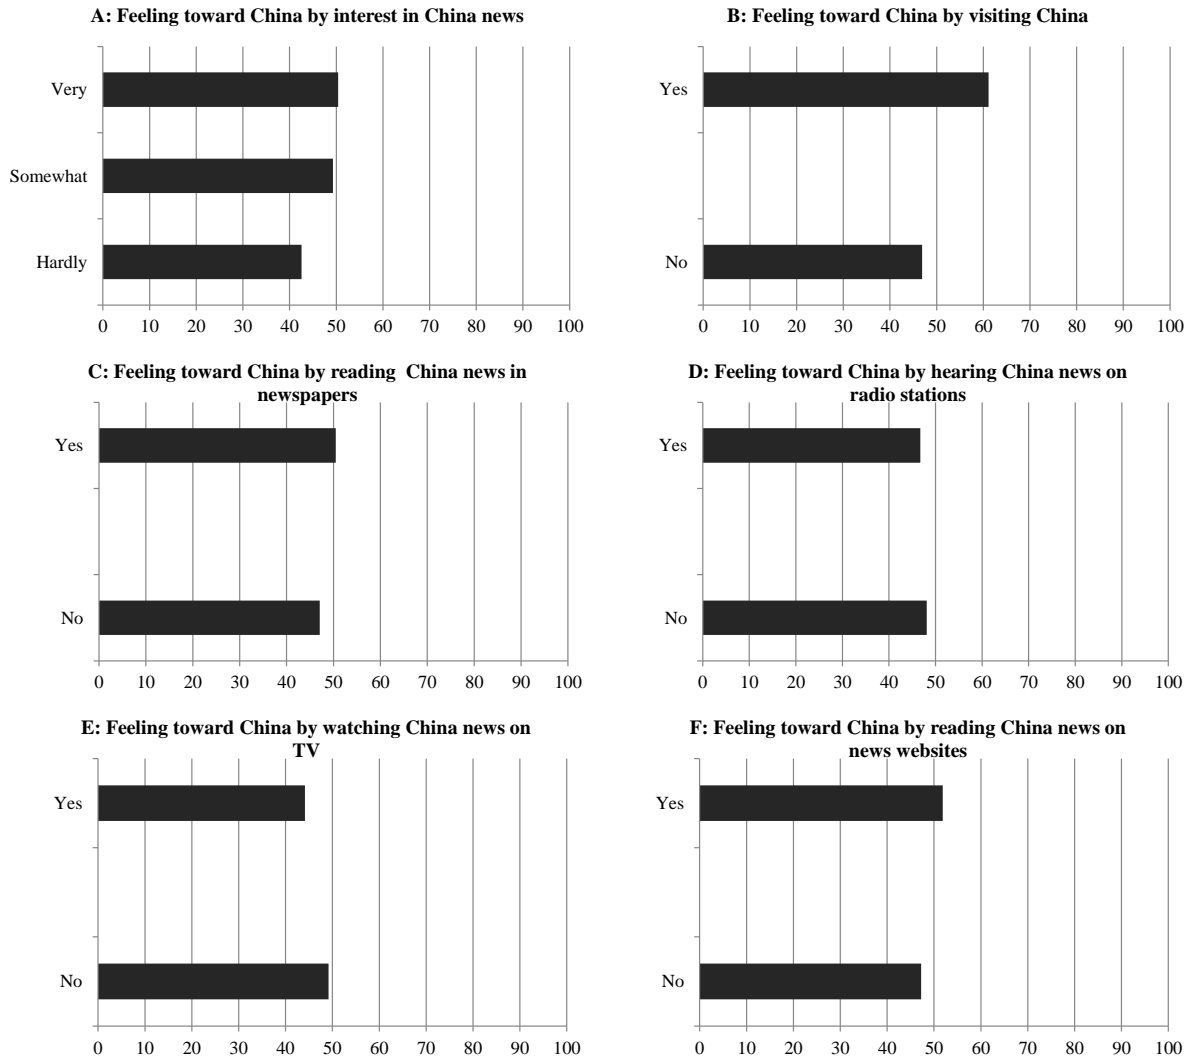 A: Feeling toward China by interest in China news
Very
Somewhat
Hardly
0 10 20 30 40 50 60 70 80 90 100
B: Feeling toward China by visiting China
Yes
No
0 10 20 30 40 50 60 70 80 90 100
C: Feeling toward China by reading China news in
newspapers
Yes
No
0 10 20 30 40 50 60 70 80 90 100
D: Feeling toward China by hearing China news on
radio stations
Yes
No
0 10 20 30 40 50 60 70 80 90 100
E: Feeling toward China by watching China news on
TV
Yes
No
0 10 20 30 40 50 60 70 80 90 100
F: Feeling toward China by reading China news on
news websites
Yes
No
0 10 20 30 40 50 60 70 80 90 100